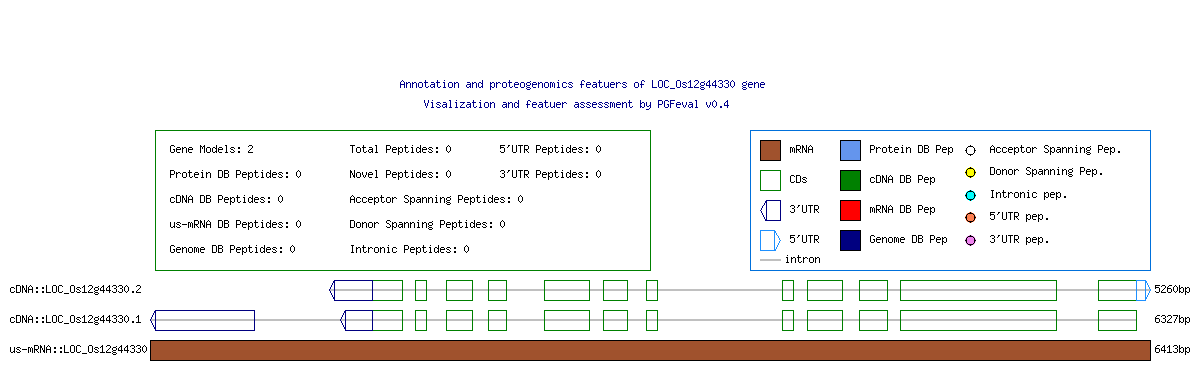 Annotation and proteogenomics featuers of LOC_Os12g44330 gene
Visalization and featuer assessment by PGFeval v0.4
Gene Models: 2 Total Peptides: 0 5'UTR Peptides: 0
Protein DB Peptides: 0 Novel Peptides: 0 3'UTR Peptides: 0
cDNA DB Peptides: 0 Acceptor Spanning Peptides: 0
us-mRNA DB Peptides: 0 Donor Spanning Peptides: 0
Genome DB Peptides: 0 Intronic Peptides: 0
mRNA Protein DB Pep Acceptor Spanning Pep.
CDs cDNA DB Pep Donor Spanning Pep.
3'UTR mRNA DB Pep Intronic pep.
5'UTR Genome DB Pep 5'UTR pep.
intron 3'UTR pep.
cDNA::LOC_Os12g44330.2 5260bp
cDNA::LOC_Os12g44330.1 6327bp
us-mRNA::LOC_Os12g44330 6413bp